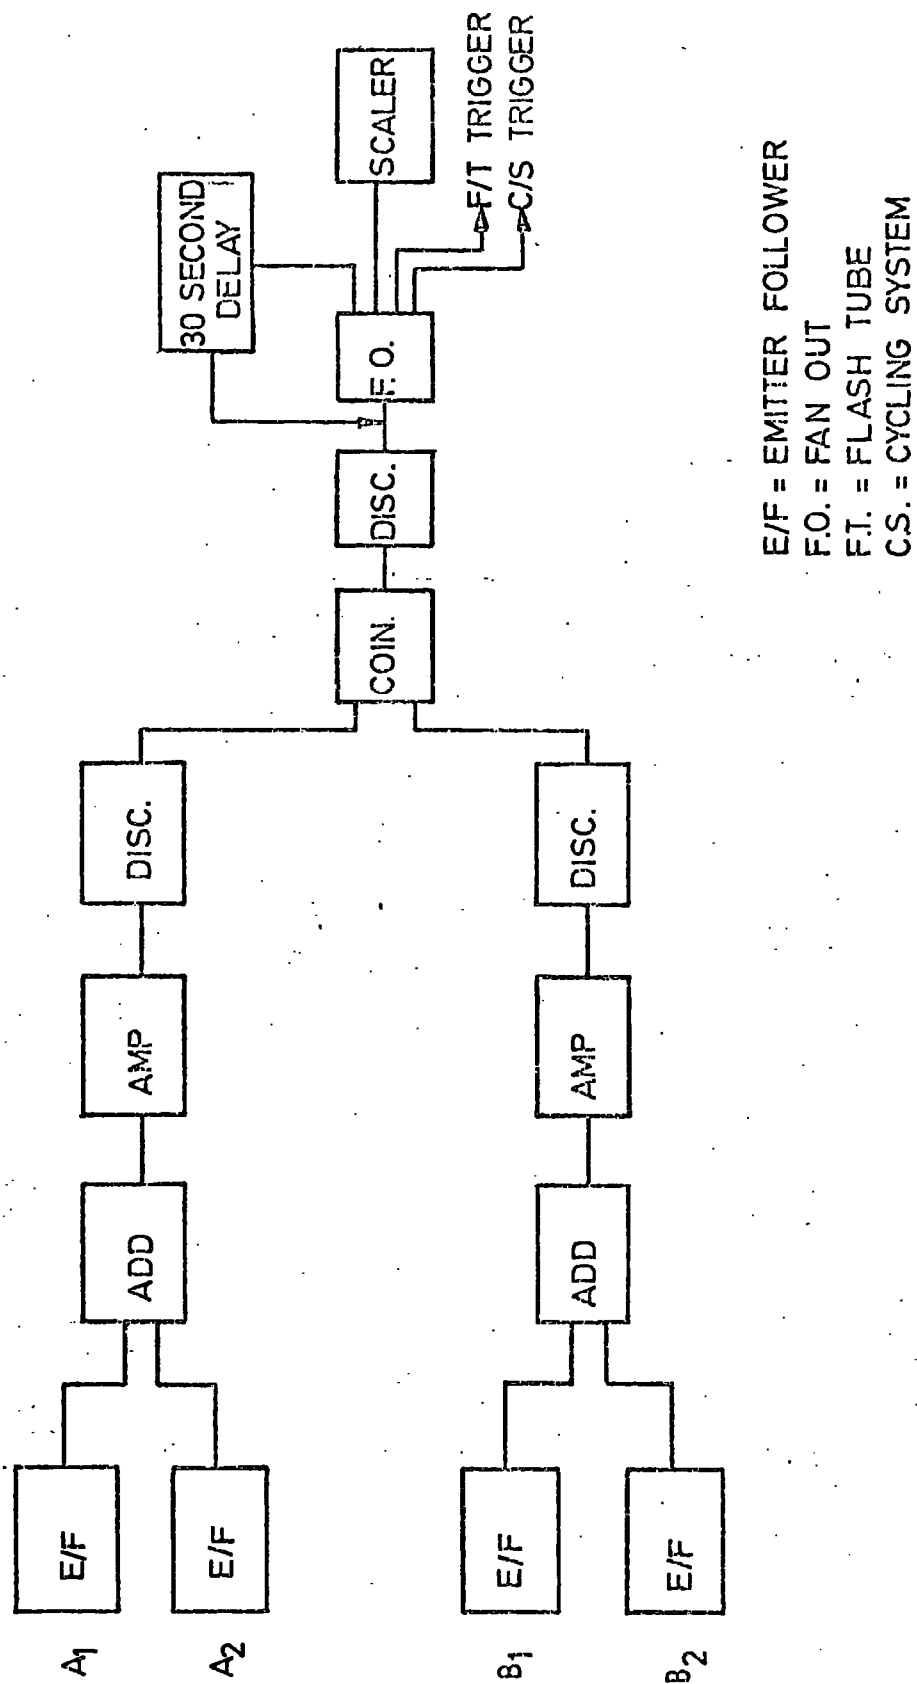 A1
E/F
A2
E/F
ADD
AMP
DISC.
B1
E/F
B2
E/F
ADD
AMP
DISC.
COIN.
DISC.
F.O.
30 SECOND
DELAY
SCALER
F/T TRIGGER
C/S TRIGGER
E/F = EMITTER FOLLOWER
F.O. = FAN OUT
F.T. = FLASH TUBE
C.S. = CYCLING SYSTEM